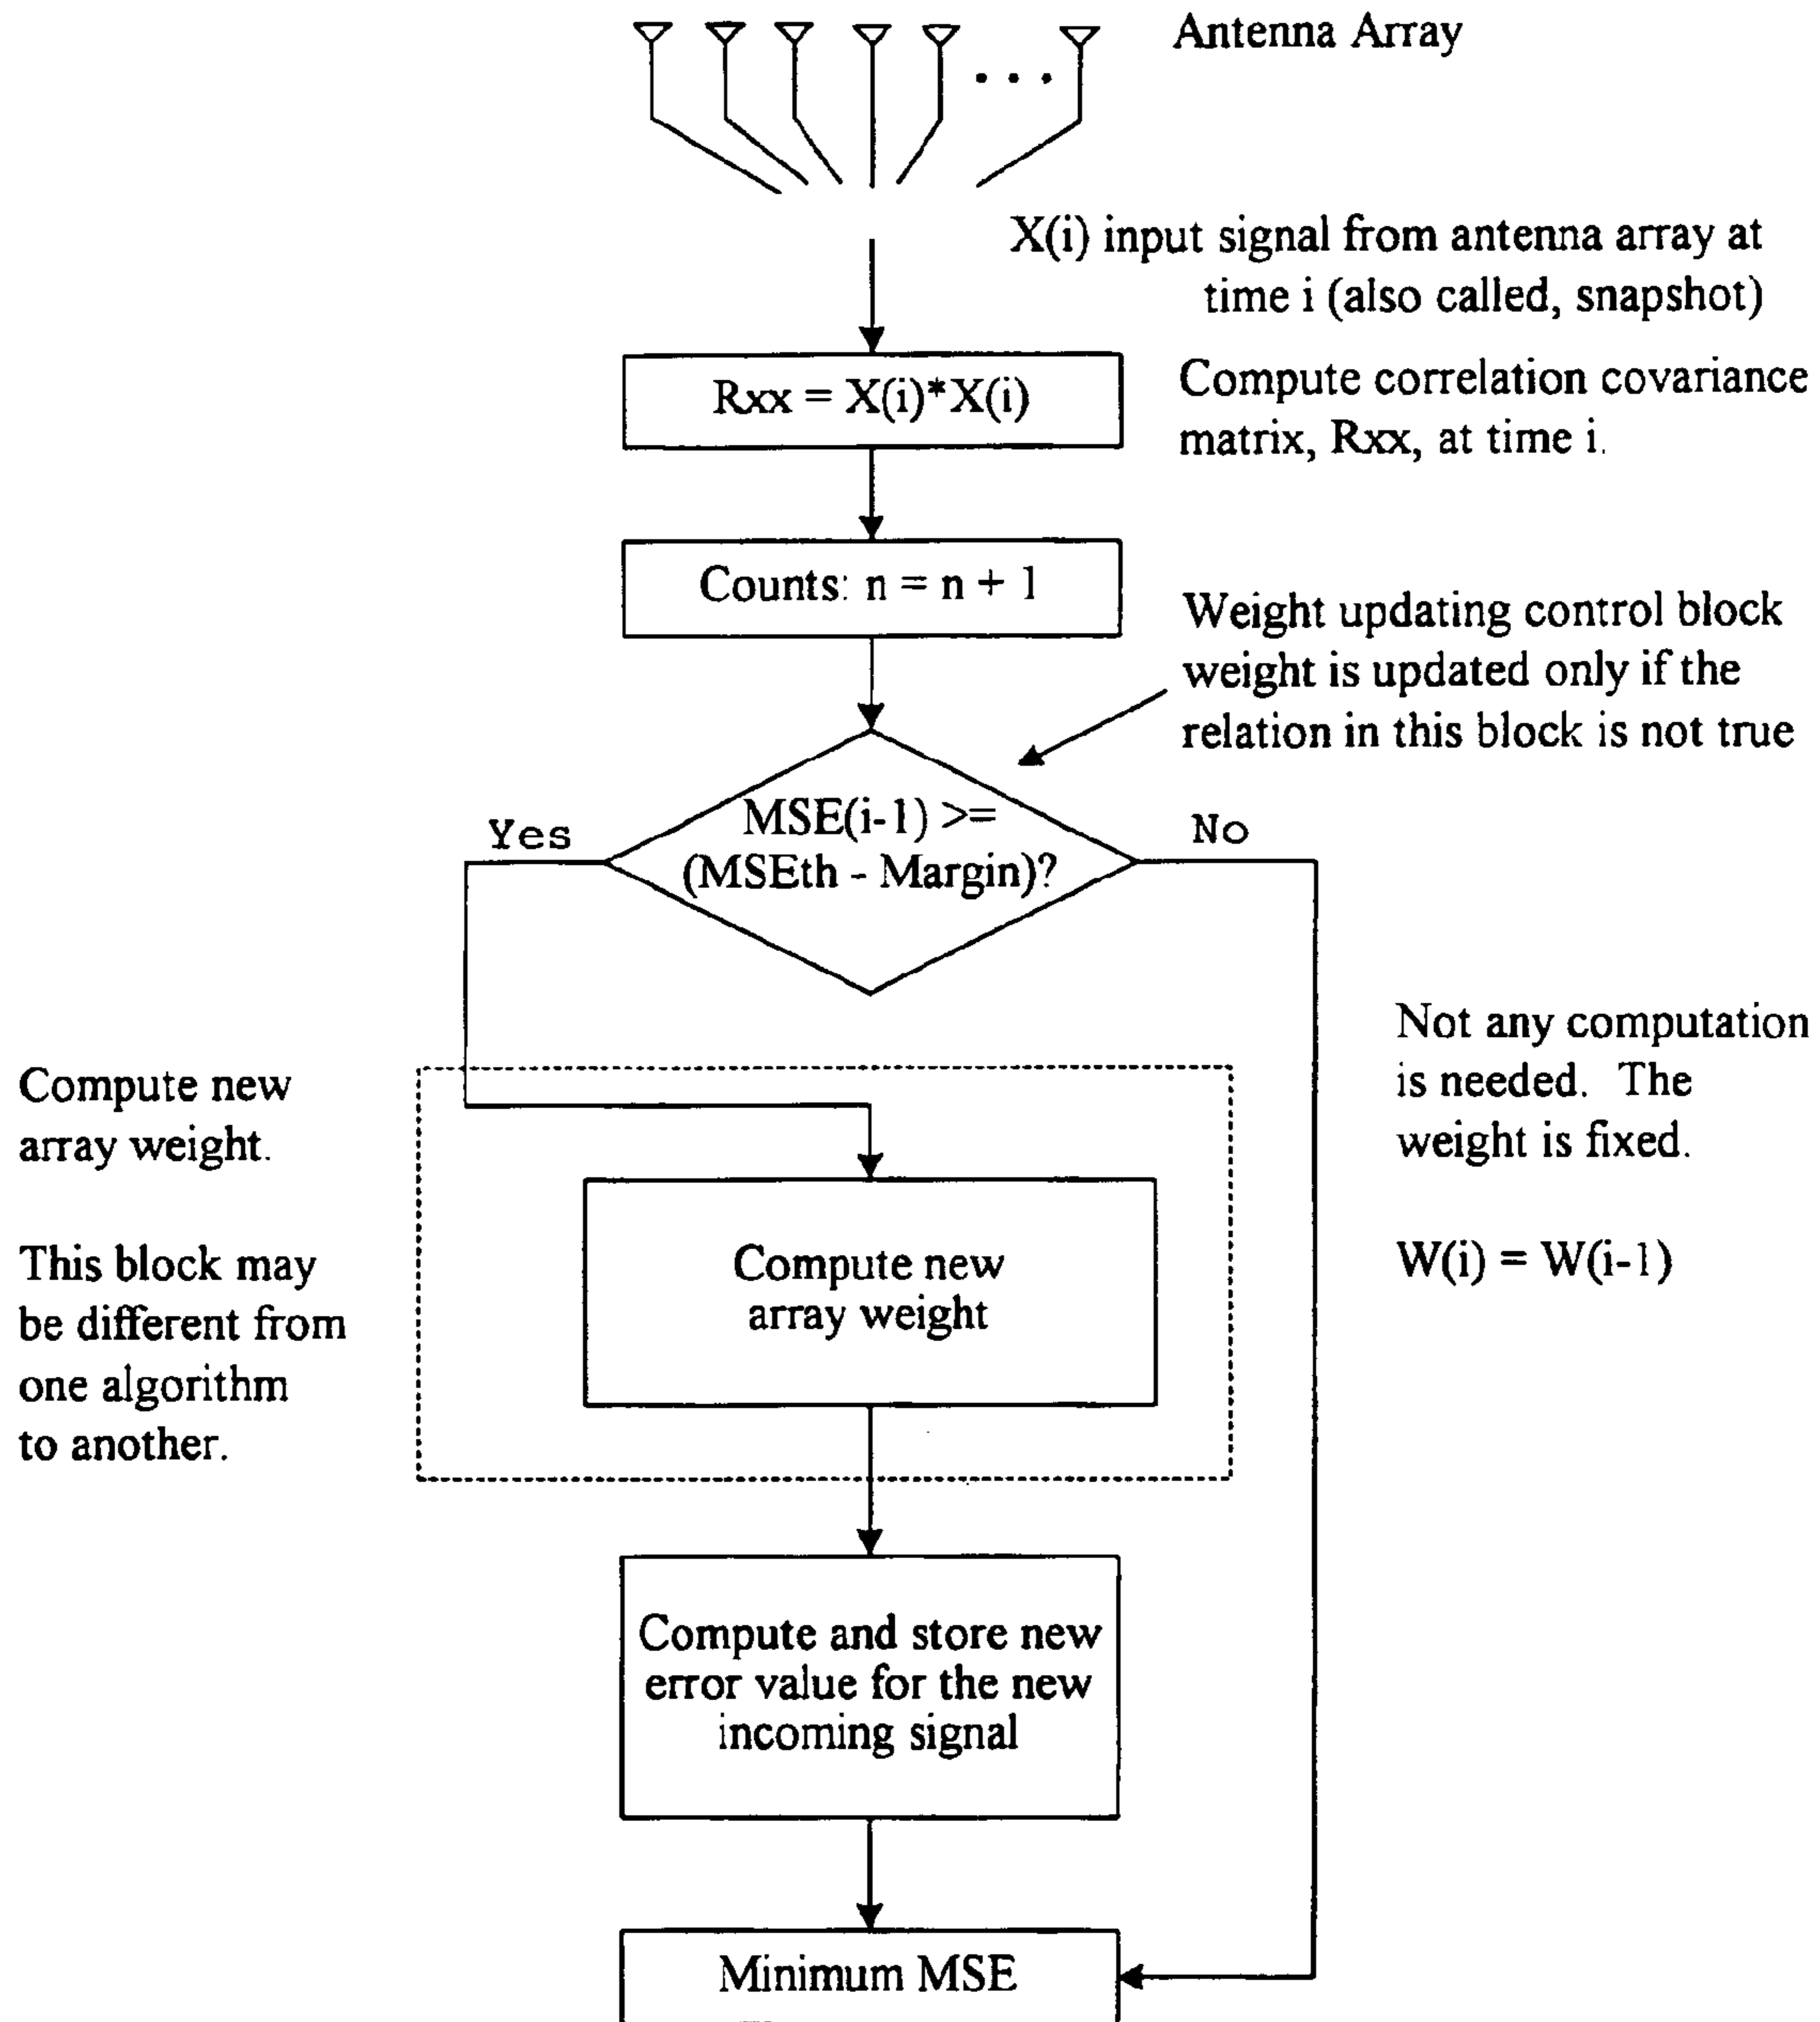 Antenna Array
. . .
X(i) input signal from antenna array at
time i (also called, snapshot)
Rxx = X(i)*X(i)
Compute correlation covariance
matrix, Rxx, at time i.
Counts: n = n + 1
Weight updating control block
weight is updated only if the
relation in this block is not true
MSE(i-1) >=
(MSEth - Margin)?
Yes
No
Not any computation
is needed. The
weight is fixed.
W(i) = W(i-1)
Compute new
array weight.
This block may
be different from
one algorithm
to another.
Compute new
array weight
Compute and store new
error value for the new
incoming signal
Minimum MSE